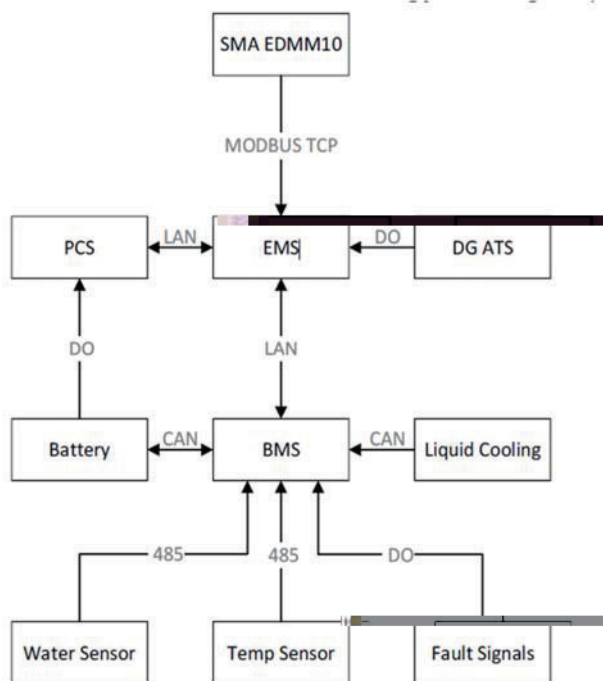 SMA EDMM10
MODBUS TCP
PCS
LAN
EMS
DO
DG ATS
DO
LAN
Battery
CAN
BMS
CAN
Liquid Cooling
485
485
DO
Water Sensor
Temp Sensor
Fault Signals